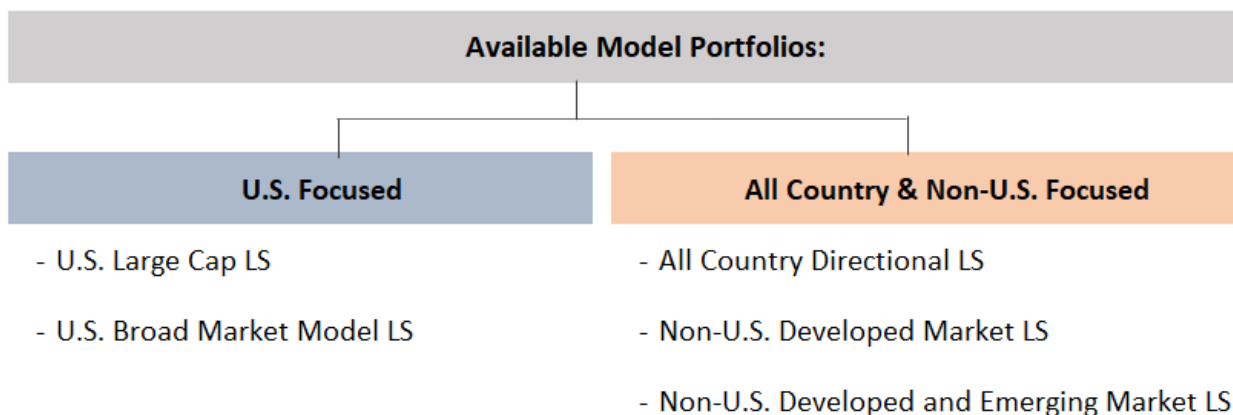 Available Model Portfolios:
U.S. Focused
- U.S. Large Cap LS
- U.S. Broad Market Model LS
All Country & Non-U.S. Focused
- All Country Directional LS
- Non-U.S. Developed Market LS
- Non-U.S. Developed and Emerging Market LS